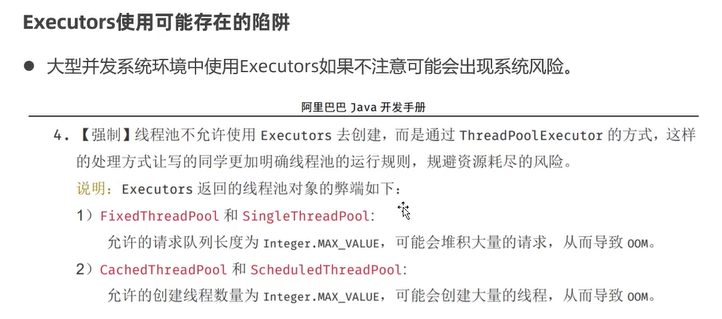 Executors使用可能存在的陷阱
● 大型并发系统环境中使用Executors如果不注意可能会出现系统风险。
阿里巴巴 Java 开发手册
4. 【强制】线程池不允许使用 Executors 去创建，而是通过 ThreadPoolExecutor 的方式，这样
的处理方式让写的同学更加明确线程池的运行规则，规避资源耗尽的风险。
说明：Executors 返回的线程池对象的弊端如下：
1）FixedThreadPool 和 SingleThreadPool:
允许的请求队列长度为 Integer.MAX_VALUE，可能会堆积大量的请求，从而导致 OOM。
2）CachedThreadPool 和 ScheduledThreadPool:
允许的创建线程数量为 Integer.MAX_VALUE，可能会创建大量的线程，从而导致 OOM。